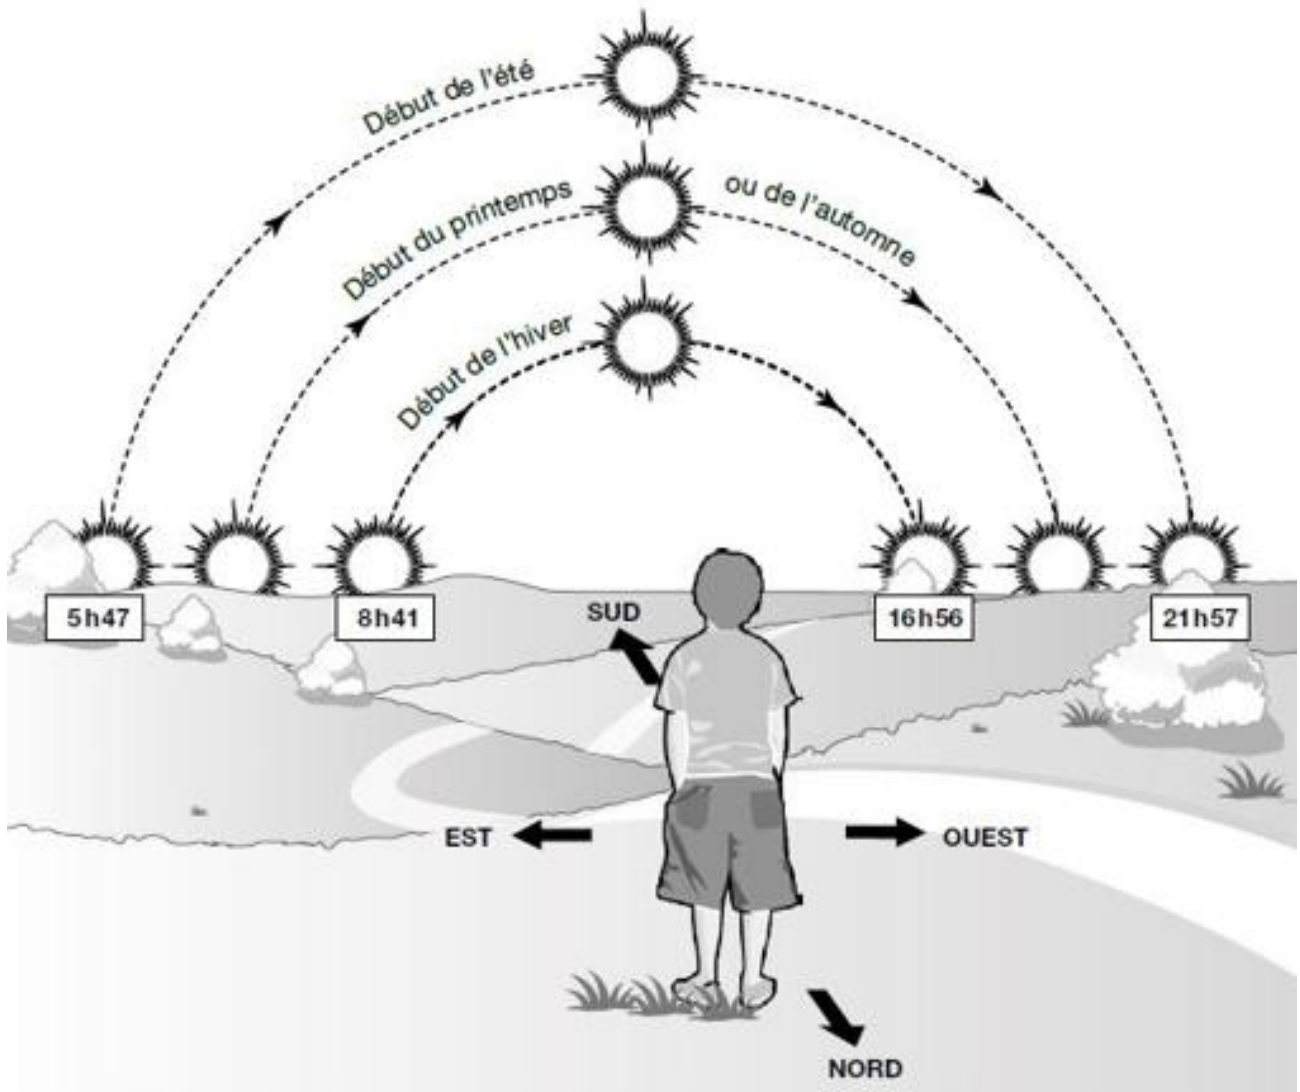 Début de l'été
Début du printemps
ou de l'automne
Début de l'hiver
5h47
8h41
SUD
16h56
21h57
EST
OUEST
NORD